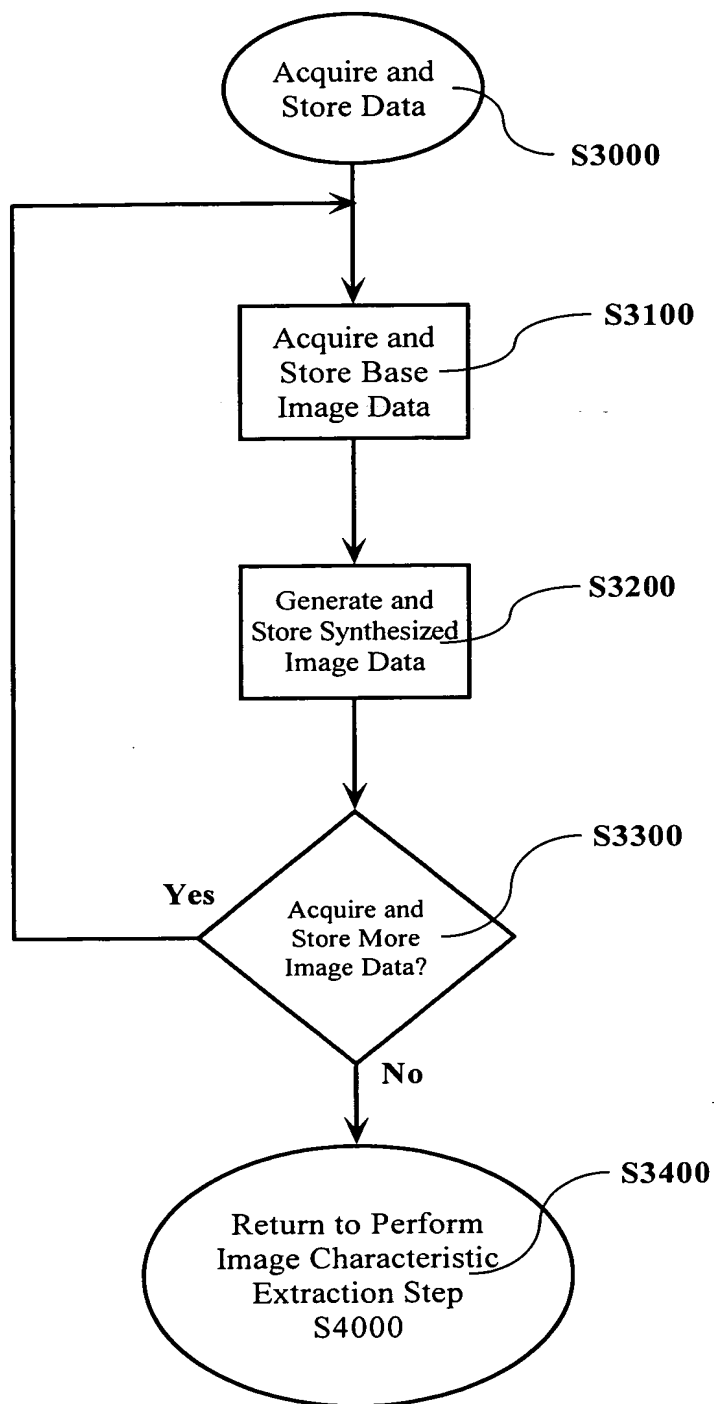 Acquire and
Store Data
S3000
S3100
Acquire and
Store Base
Image Data
S3200
Generate and
Store Synthesized
Image Data
S3300
Yes
Acquire and
Store More
Image Data?
No
S3400
Return to Perform
Image Characteristic
Extraction Step
S4000